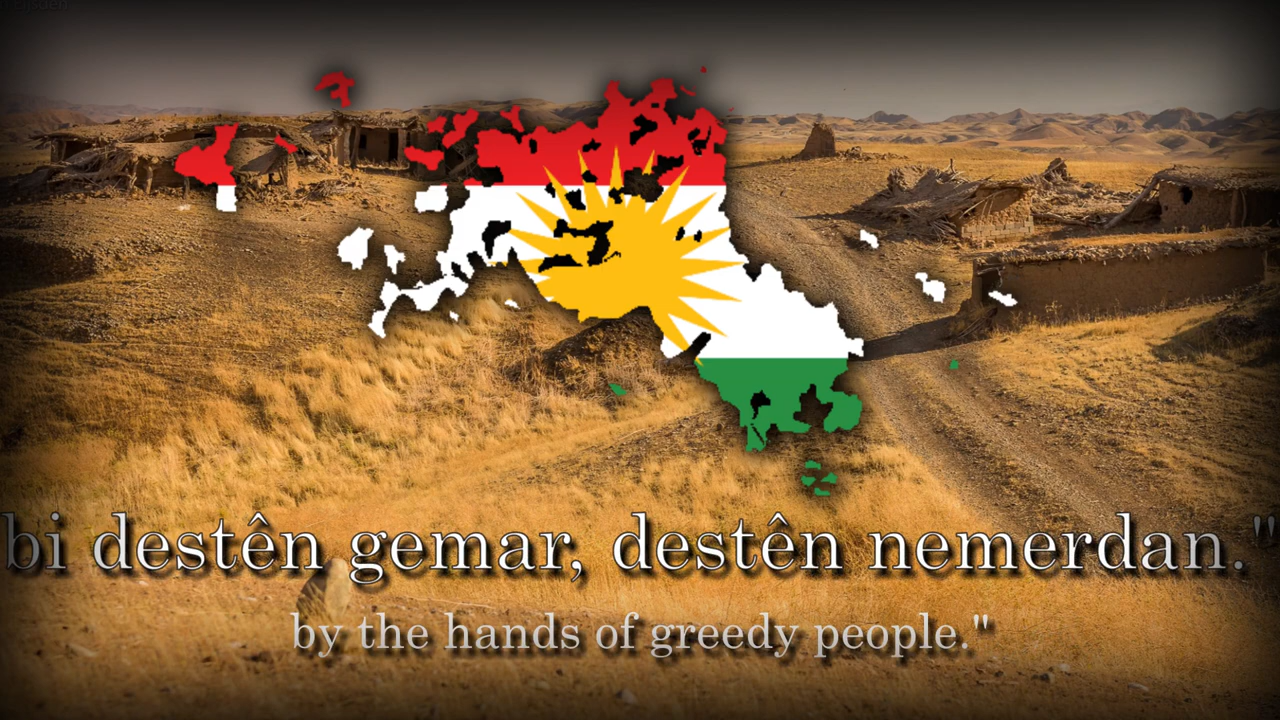 bi destên gemar, destên nemerdan."
by the hands of greedy people."